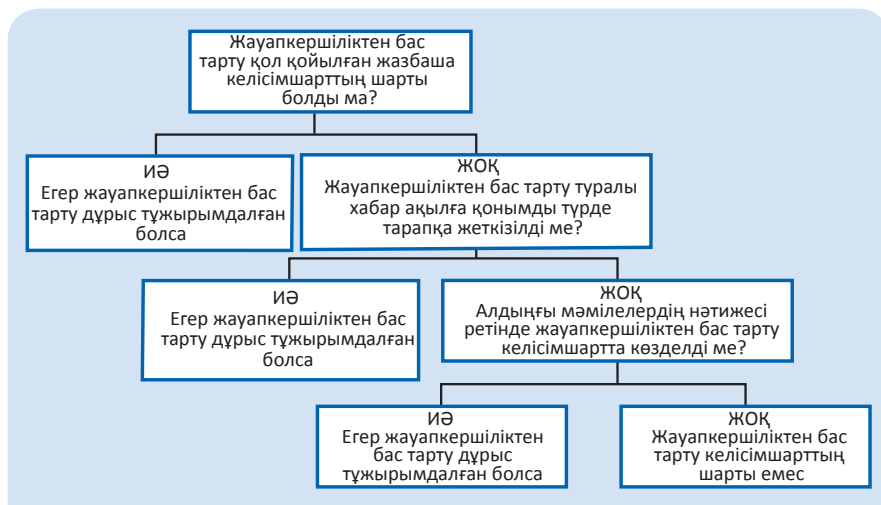 Жауапкершіліктен бас
тарту қол қойылған жазбаша
келісімшарттың шарты
болды ма?
ИӘ
Егер жауапкершіліктен бас
тарту дұрыс тұжырымдалған
болса
ЖОҚ
Жауапкершіліктен бас тарту туралы
хабар ақылға қонымды түрде
тарапқа жеткізілді ме?
ИӘ
Егер жауапкершіліктен бас
тарту дұрыс тұжырымдалған
болса
ЖОҚ
Алдыңғы мәмілелердің нәтижесі
ретінде жауапкершіліктен бас тарту
келісімшартта көзделді ме?
ИӘ
Егер жауапкершіліктен
бас тарту дұрыс
тұжырымдалған болса
ЖОҚ
Жауапкершіліктен бас
тарту келісімшарттың
шарты емес